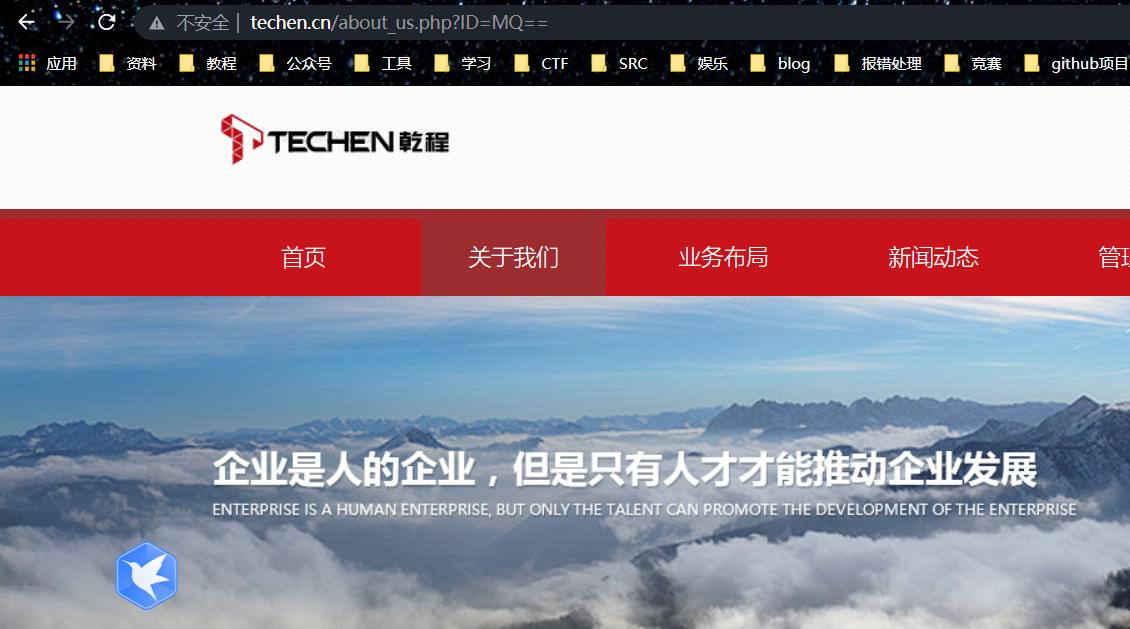 不安全 | techen.cn/about_us.php?ID=MQ==
应用 资料 教程 公众号 工具 学习 CTF SRC 娱乐 blog 报错处理 竞赛 github项目
TECHEN 乾程
首页 关于我们 业务布局 新闻动态 管
企业是人的企业，但是只有人才才能推动企业发展
ENTERPRISE IS A HUMAN ENTERPRISE, BUT ONLY THE TALENT CAN PROMOTE THE DEVELOPMENT OF THE ENTERPRISE